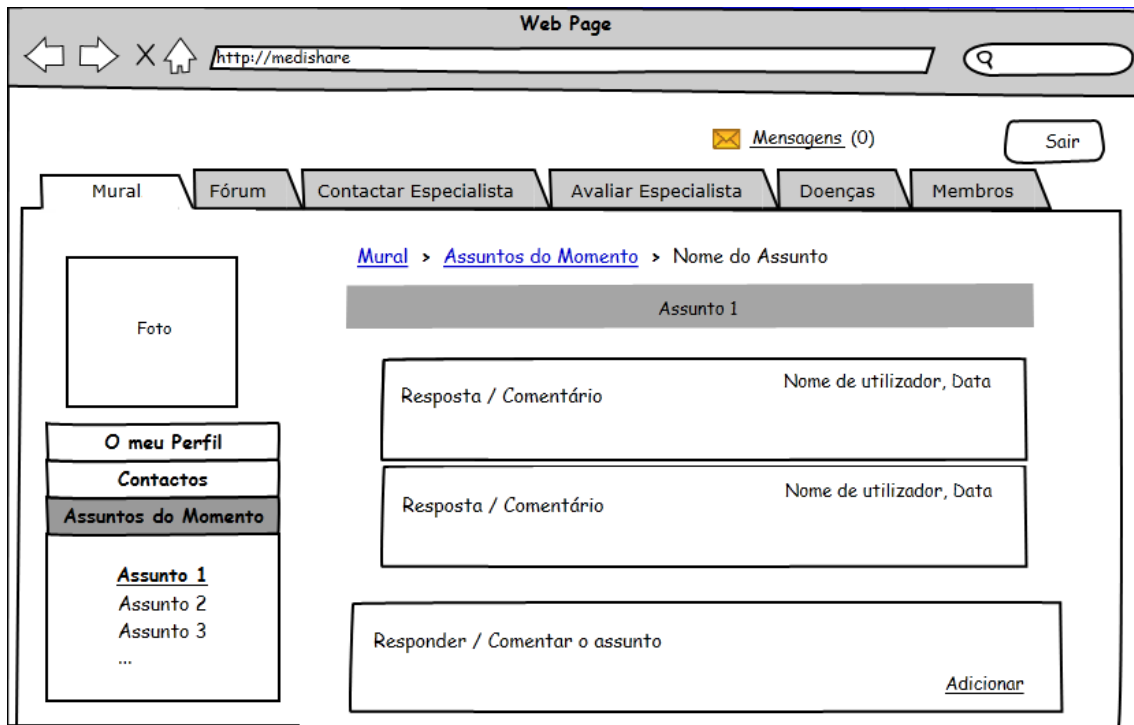 Web Page
http://medishare
Mensagens (0)
Sair
Mural
Fórum
Contactar Especialista
Avaliar Especialista
Doenças
Membros
Mural > Assuntos do Momento > Nome do Assunto
Foto
O meu Perfil
Contactos
Assuntos do Momento
Assunto 1
Assunto 2
Assunto 3
...
Assunto 1
Nome de utilizador, Data
Resposta / Comentário
Nome de utilizador, Data
Resposta / Comentário
Responder / Comentar o assunto
Adicionar